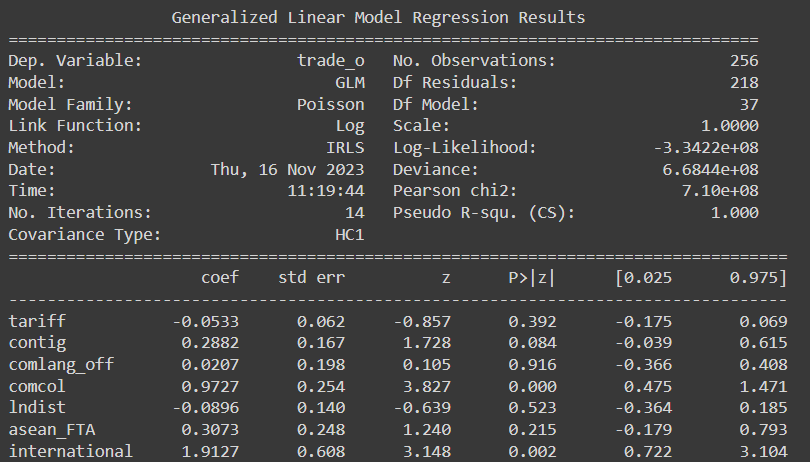 Generalized Linear Model Regression Results
==============================================================================
Dep. Variable: trade_o No. Observations: 256
Model: GLM Df Residuals: 218
Model Family: Poisson Df Model: 37
Link Function: Log Scale: 1.0000
Method: IRLS Log-Likelihood: -3.3422e+08
Date: Thu, 16 Nov 2023 Deviance: 6.6844e+08
Time: 11:19:44 Pearson chi2: 7.10e+08
No. Iterations: 14 Pseudo R-squ. (CS): 1.000
Covariance Type: HC1
=================================================================================
coef std err z P>|z| [0.025 0.975]
---------------------------------------------------------------------------------
tariff -0.0533 0.062 -0.857 0.392 -0.175 0.069
contig 0.2882 0.167 1.728 0.084 -0.039 0.615
comlang_off 0.0207 0.198 0.105 0.916 -0.366 0.408
comcol 0.9727 0.254 3.827 0.000 0.475 1.471
lndist -0.0896 0.140 -0.639 0.523 -0.364 0.185
asean_FTA 0.3073 0.248 1.240 0.215 -0.179 0.793
international 1.9127 0.608 3.148 0.002 0.722 3.104